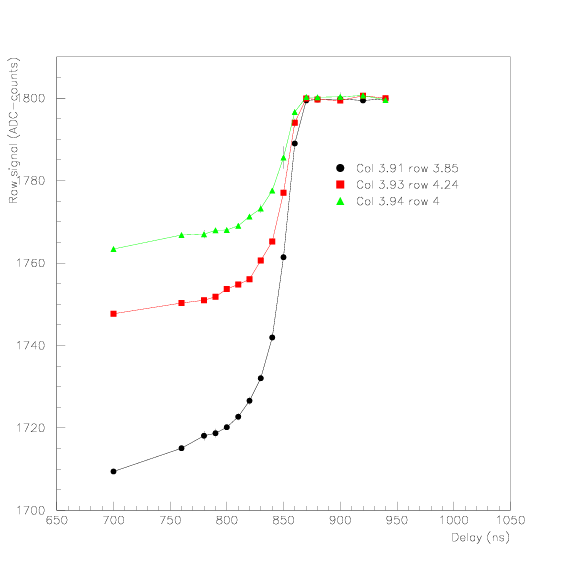 Raw signal (ADC-counts)
1800
1780
1760
1740
1720
1700
Col 3.91 row 3.85
Col 3.93 row 4.24
Col 3.94 row 4
650 700 750 800 850 900 950 1000 1050
Delay (ns)